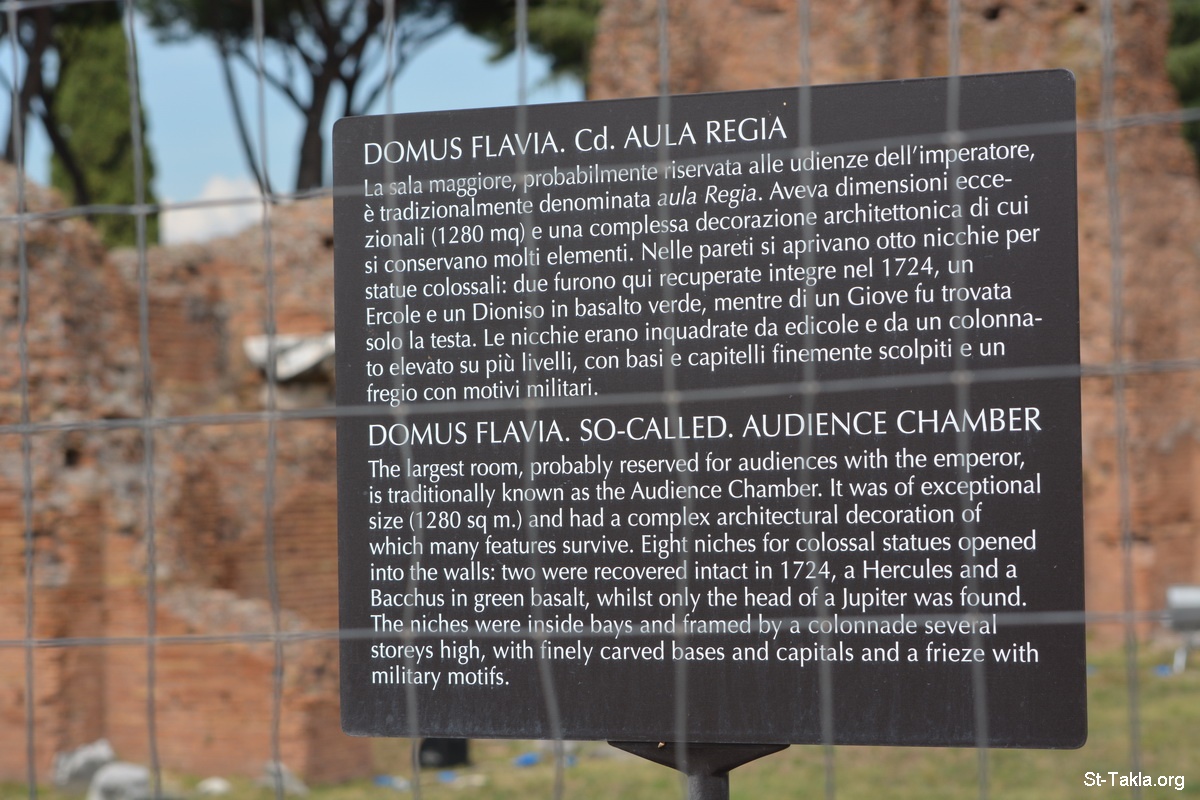 DOMUS FLAVIA. Cd. AULA REGIA
La sala maggiore, probabilmente riservata alle udienze dell'imperatore,
è tradizionalmente denominata aula Regia. Aveva dimensioni ecce-
zionali (1280 mq) e una complessa decorazione architettonica di cui
si conservano molti elementi. Nelle pareti si aprivano otto nicchie per
statue colossali: due furono qui recuperate integre nel 1724, un
Ercole e un Dioniso in basalto verde, mentre di un Giove fu trovata
solo la testa. Le nicchie erano inquadrate da edicole e da un colonna-
to elevato su più livelli, con basi e capitelli finemente scolpiti e un
fregio con motivi militari.
DOMUS FLAVIA. SO-CALLED. AUDIENCE CHAMBER
The largest room, probably reserved for audiences with the emperor,
is traditionally known as the Audience Chamber. It was of exceptional
size (1280 sq m.) and had a complex architectural decoration of
which many features survive. Eight niches for colossal statues opened
into the walls: two were recovered intact in 1724, a Hercules and a
Bacchus in green basalt, whilst only the head of a Jupiter was found.
The niches were inside bays and framed by a colonnade several
storeys high, with finely carved bases and capitals and a frieze with
military motifs.
St-Takla.org